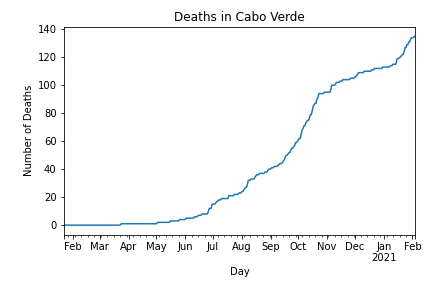 Deaths in Cabo Verde
140
120
100
80
60
40
20
0
Number of Deaths
Feb Mar Apr May Jun Jul Aug Sep Oct Nov Dec Jan Feb
2021
Day